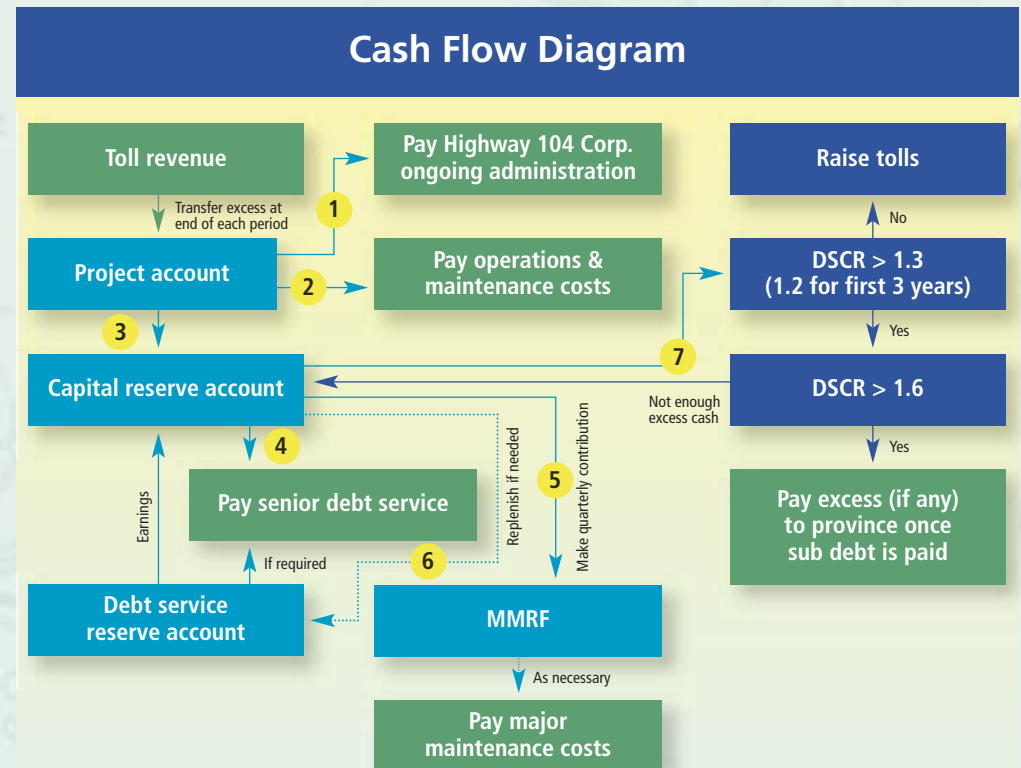 Cash Flow Diagram
Toll revenue
Transfer excess at
end of each period
Project account
1
Pay Highway 104 Corp.
ongoing administration
2
Pay operations &
maintenance costs
3
Capital reserve account
4
Pay senior debt service
Earnings
If required
Debt service
reserve account
Replenish if needed
6
5
Make quarterly contribution
MMRF
As necessary
Pay major
maintenance costs
7
Raise tolls
No
DSCR > 1.3
(1.2 for first 3 years)
Yes
DSCR > 1.6
Not enough
excess cash
Yes
Pay excess (if any)
to province once
sub debt is paid